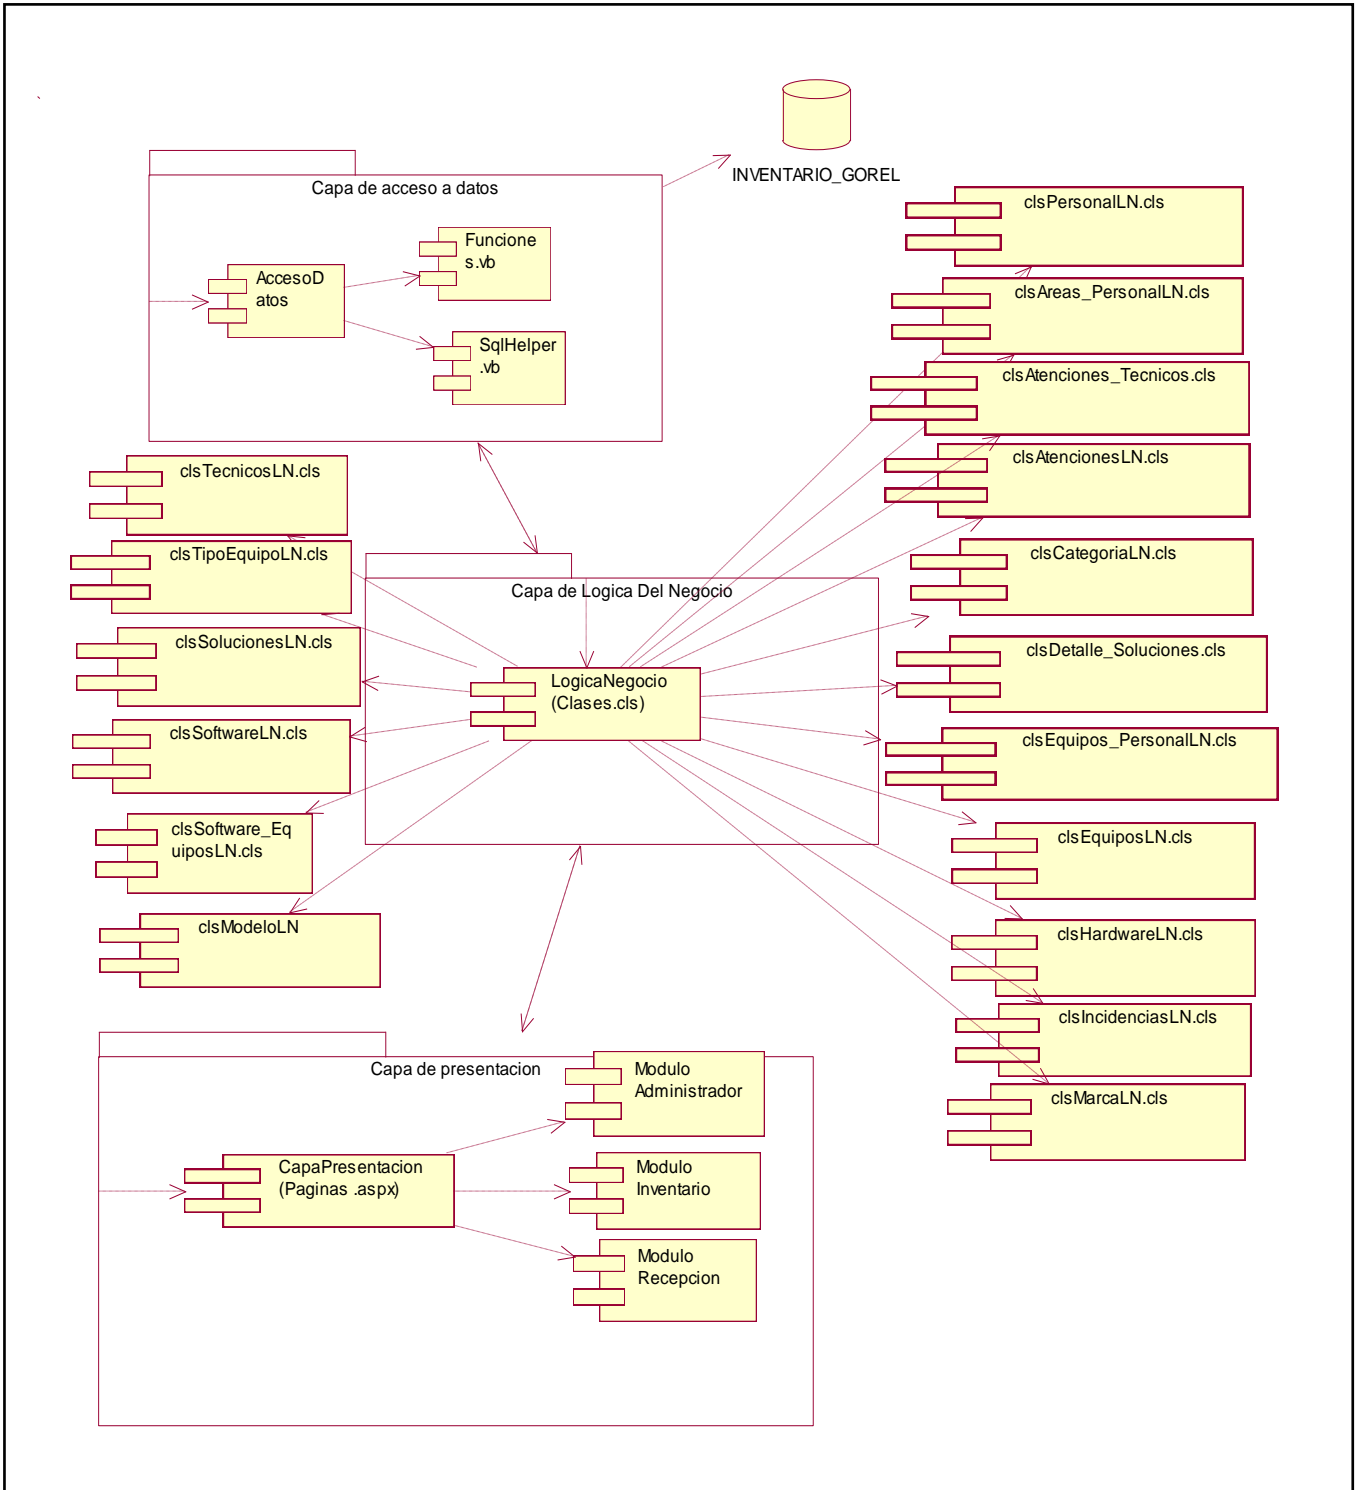 INVENTARIO_GOREL
Capa de acceso a datos
Funcione
s.vb
AccesoD
atos
SqlHelper
.vb
clsPersonalLN.cls
clsAreas_PersonalLN.cls
clsAtenciones_Tecnicos.cls
clsAtencionesLN.cls
clsTecnicosLN.cls
clsTipoEquipoLN.cls
clsSolucionesLN.cls
clsSoftwareLN.cls
clsSoftware_Eq
uiposLN.cls
clsModeloLN
Capa de Logica Del Negocio
LogicaNegocio
(Clases.cls)
clsCategoriaLN.cls
clsDetalle_Soluciones.cls
clsEquipos_PersonalLN.cls
clsEquiposLN.cls
clsHardwareLN.cls
clsIncidenciasLN.cls
clsMarcaLN.cls
Capa de presentacion
Modulo
Administrador
CapaPresentacion
(Paginas .aspx)
Modulo
Inventario
Modulo
Recepcion